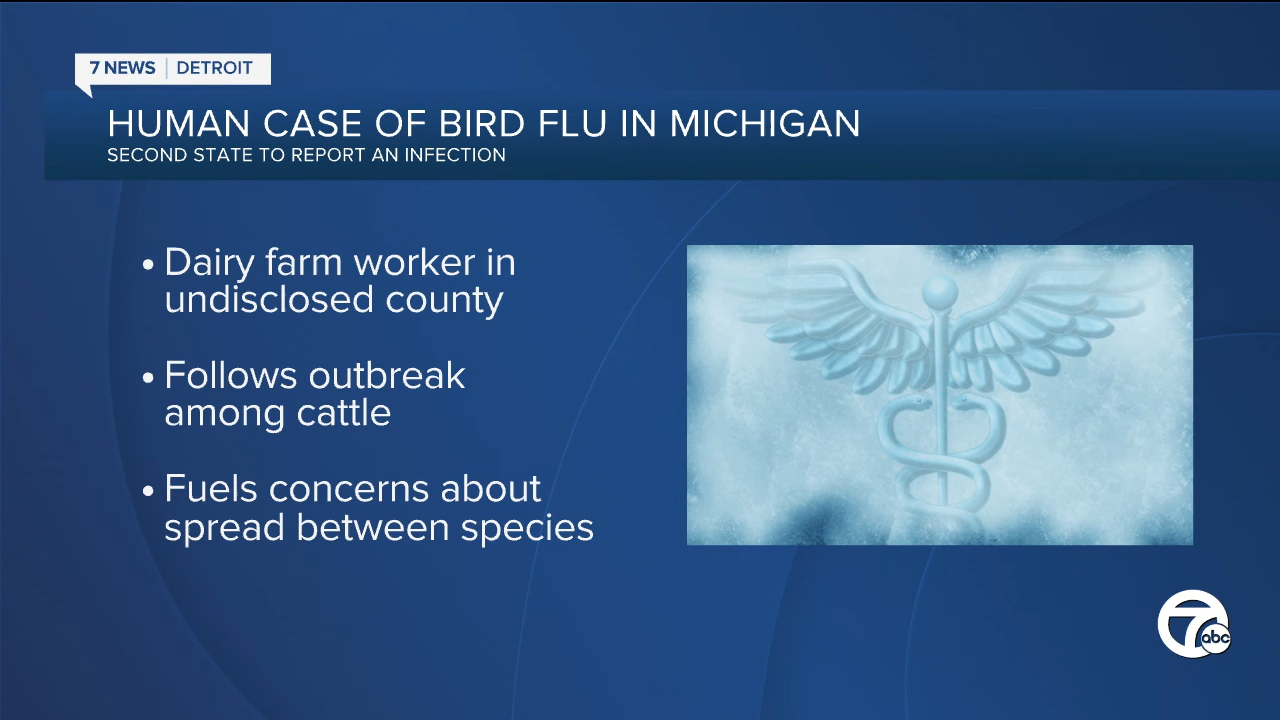 7 NEWS | DETROIT
HUMAN CASE OF BIRD FLU IN MICHIGAN
SECOND STATE TO REPORT AN INFECTION
• Dairy farm worker in
undisclosed county
• Follows outbreak
among cattle
• Fuels concerns about
spread between species
7 abc